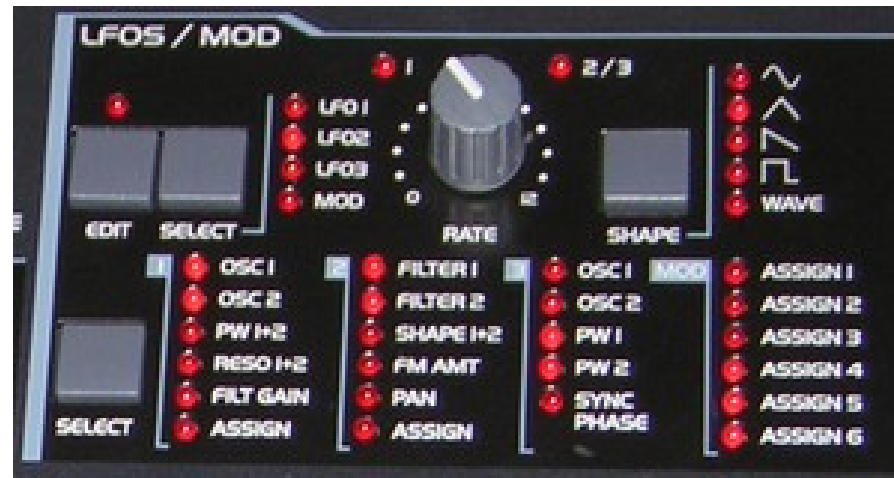 LFOS / MOD
1
2/3
LFO1
LFO2
LFO3
MOD
0
12
WAVE
EDIT
SELECT
RATE
SHAPE
1
OSC 1
OSC 2
PW 1+2
RESO 1+2
FILT GAIN
ASSIGN
2
FILTER 1
FILTER 2
SHAPE 1+2
FM AMT
PAN
ASSIGN
3
OSC 1
OSC 2
PW 1
PW 2
SYNC
PHASE
MOD
ASSIGN 1
ASSIGN 2
ASSIGN 3
ASSIGN 4
ASSIGN 5
ASSIGN 6
SELECT